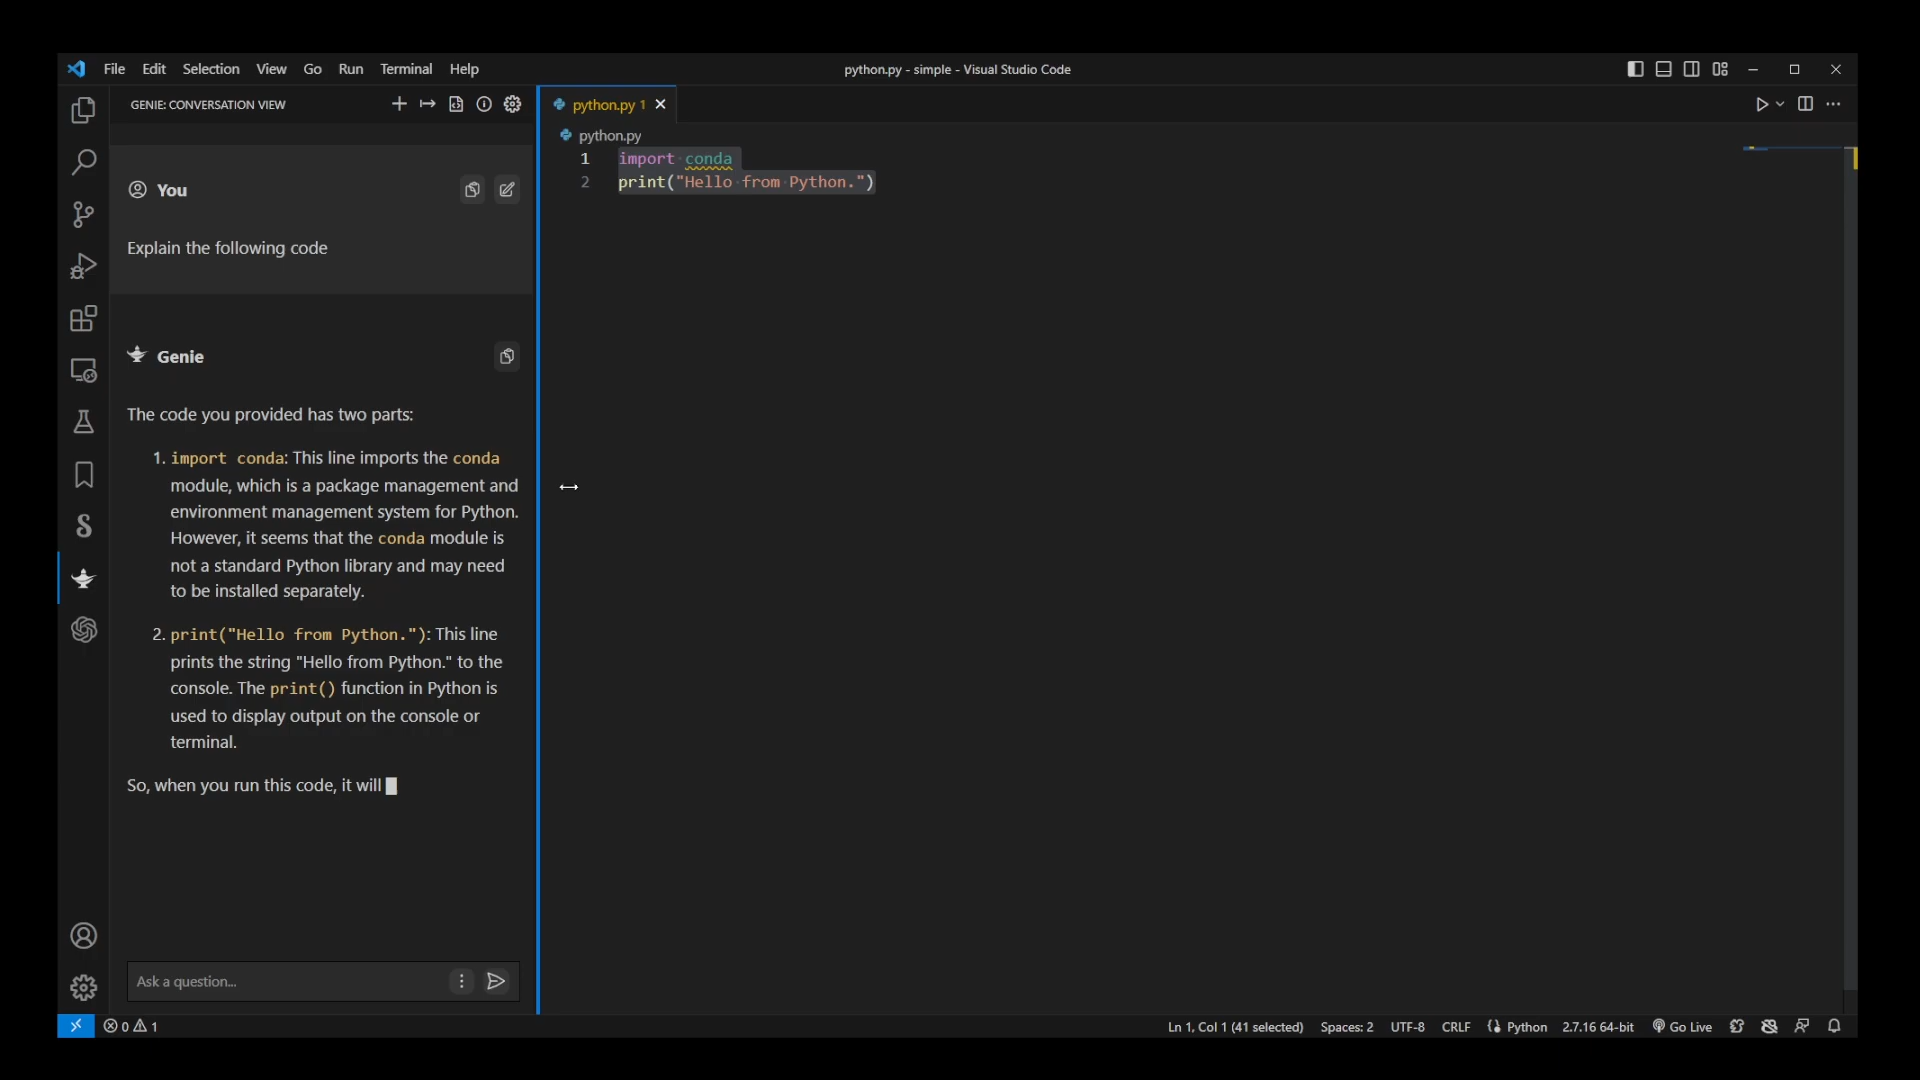 File Edit Selection View Go Run Terminal Help
python.py - simple - Visual Studio Code
GENIE: CONVERSATION VIEW
You
Explain the following code
Genie
The code you provided has two parts:
1. import conda: This line imports the conda
module, which is a package management and
environment management system for Python.
However, it seems that the conda module is
not a standard Python library and may need
to be installed separately.
2. print("Hello from Python."): This line
prints the string "Hello from Python." to the
console. The print() function in Python is
used to display output on the console or
terminal.
So, when you run this code, it will
Ask a question...
python.py 1
python.py
1 import conda
2 print("Hello from Python.")
0 1
Ln 1, Col 1 (41 selected) Spaces: 2 UTF-8 CRLF Python 2.7.16 64-bit Go Live